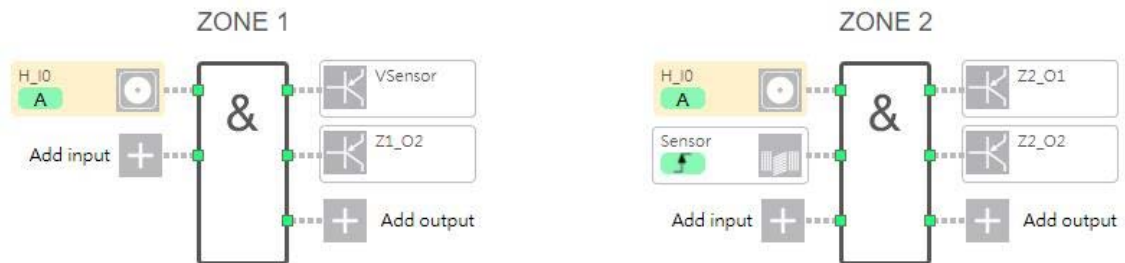 ZONE 1
H_I0
A
Add input
&
VSensor
Z1_O2
Add output
ZONE 2
H_I0
A
Sensor
Add input
&
Z2_O1
Z2_O2
Add output